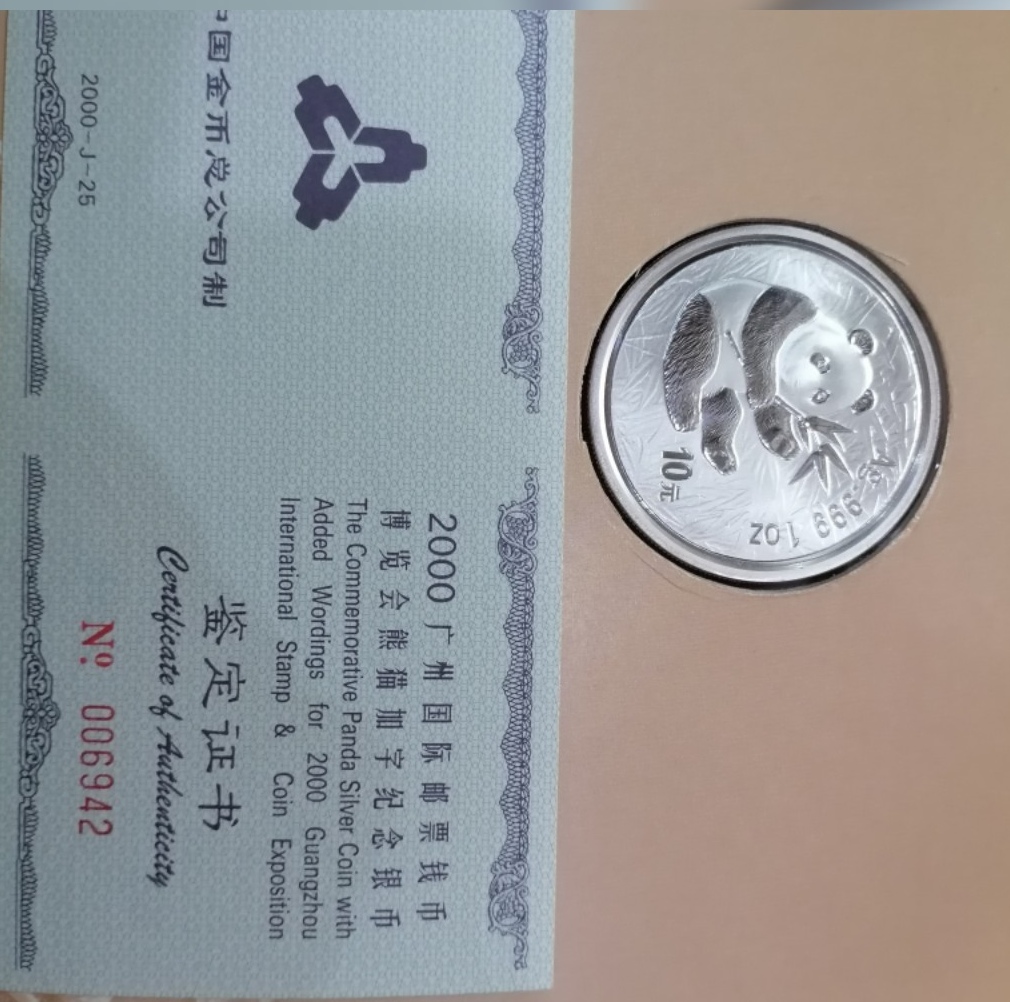 Ag .999 1 OZ
10元
中国金币总公司制
2000-J-25
2000广州国际邮票钱币
博览会熊猫加字纪念银币
The Commemorative Panda Silver Coin with
Added Wordings for 2000 Guangzhou
International Stamp & Coin Exposition
鉴定证书
Certificate of Authenticity
Nº 006942